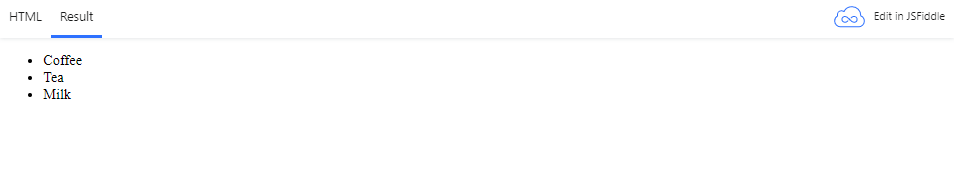 HTML Result Edit in JSFiddle
• Coffee
• Tea
• Milk